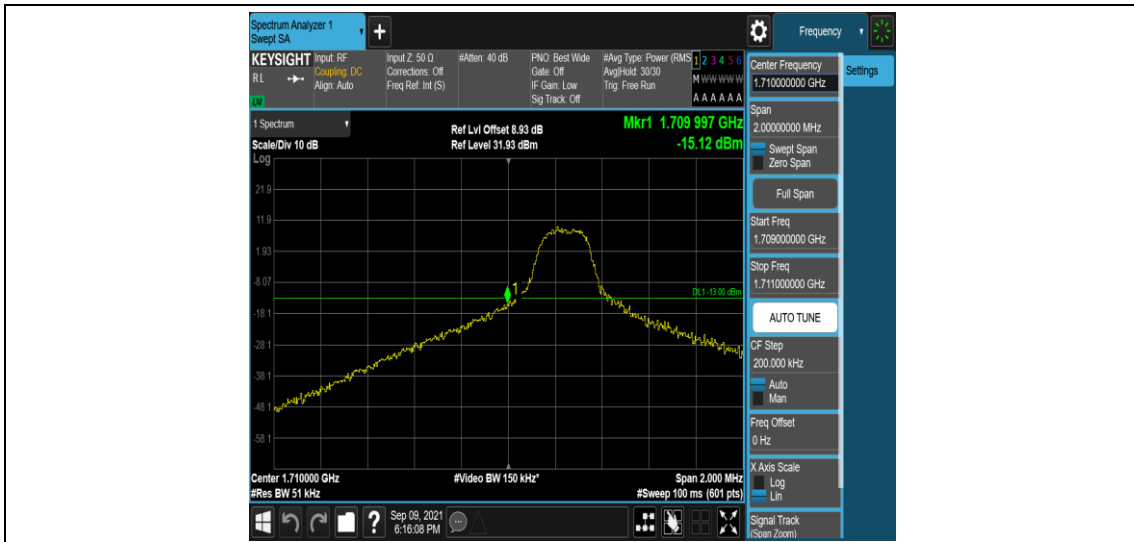 Spectrum Analyzer 1
Swept SA
+
Frequency
KEYSIGHT
RL
LXI
Input: RF
Coupling: DC
Align: Auto
Input Z: 50 Ω
Corrections: Off
Freq Ref: Int (S)
#Atten: 40 dB
PNO: Best Wide
Gate: Off
IF Gain: Low
Sig Track: Off
#Avg Type: Power (RMS
Avg|Hold: 30/30
Trig: Free Run
1 2 3 4 5 6
M W W W W W
A A A A A A
1 Spectrum
Scale/Div 10 dB
Log
Ref Lvl Offset 8.93 dB
Ref Level 31.93 dBm
Mkr1 1.709 997 GHz
-15.12 dBm
21.9
11.9
1.93
-8.07
-18.1
-28.1
-38.1
-48.1
-58.1
1
DL1 -13.00 dBm
Center 1.710000 GHz
#Res BW 51 kHz
#Video BW 150 kHz*
Span 2.000 MHz
#Sweep 100 ms (601 pts)
Center Frequency
1.710000000 GHz
Settings
Span
2.00000000 MHz
Swept Span
Zero Span
Full Span
Start Freq
1.709000000 GHz
Stop Freq
1.711000000 GHz
AUTO TUNE
CF Step
200.000 kHz
Auto
Man
Freq Offset
0 Hz
X Axis Scale
Log
Lin
Signal Track
(Span Zoom)
?
Sep 09, 2021
6:16:08 PM